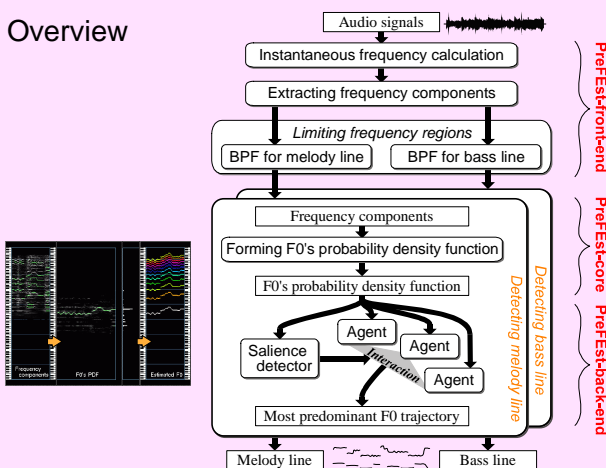 Overview
Audio signals
Instantaneous frequency calculation
Extracting frequency components
Limiting frequency regions
BPF for melody line
BPF for bass line
PreFEst-front-end
Frequency components
Forming F0's probability density function
F0's probability density function
Agent
Agent
Agent
Salience
detector
Interaction
Most predominant F0 trajectory
Detecting melody line
Detecting bass line
PreFEst-core
PreFEst-back-end
Frequency
components
F0's PDF
Estimated F0
Melody line
Bass line